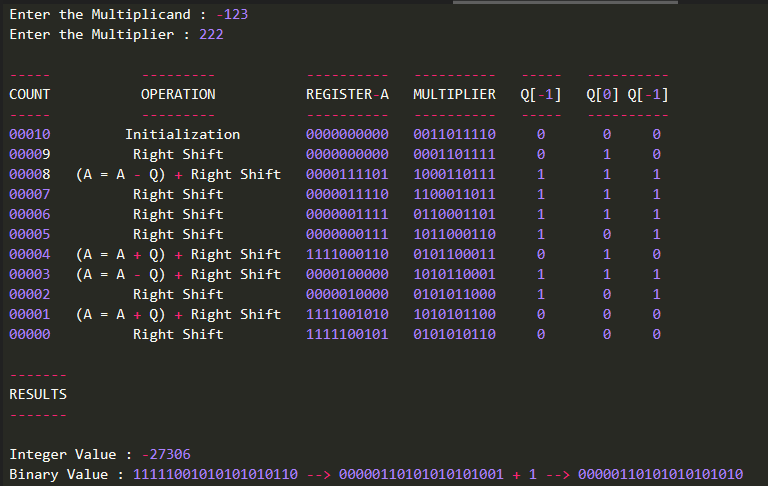 Enter the Multiplicand : -123
Enter the Multiplier : 222
----- --------- ---------- ---------- ----- ----------
COUNT OPERATION REGISTER-A MULTIPLIER Q[-1] Q[0] Q[-1]
----- --------- ---------- ---------- ----- ----------
00010 Initialization 0000000000 0011011110 0 0 0
00009 Right Shift 0000000000 0001101111 0 1 0
00008 (A = A - Q) + Right Shift 0000111101 1000110111 1 1 1
00007 Right Shift 0000011110 1100011011 1 1 1
00006 Right Shift 0000001111 0110001101 1 1 1
00005 Right Shift 0000000111 1011000110 1 0 1
00004 (A = A + Q) + Right Shift 1111000110 0101100011 0 1 0
00003 (A = A - Q) + Right Shift 0000100000 1010110001 1 1 1
00002 Right Shift 0000010000 0101011000 1 0 1
00001 (A = A + Q) + Right Shift 1111001010 1010101100 0 0 0
00000 Right Shift 1111100101 0101010110 0 0 0
-------
RESULTS
-------
Integer Value : -27306
Binary Value : 11111001010101010110 --> 00000110101010101001 + 1 --> 00000110101010101010